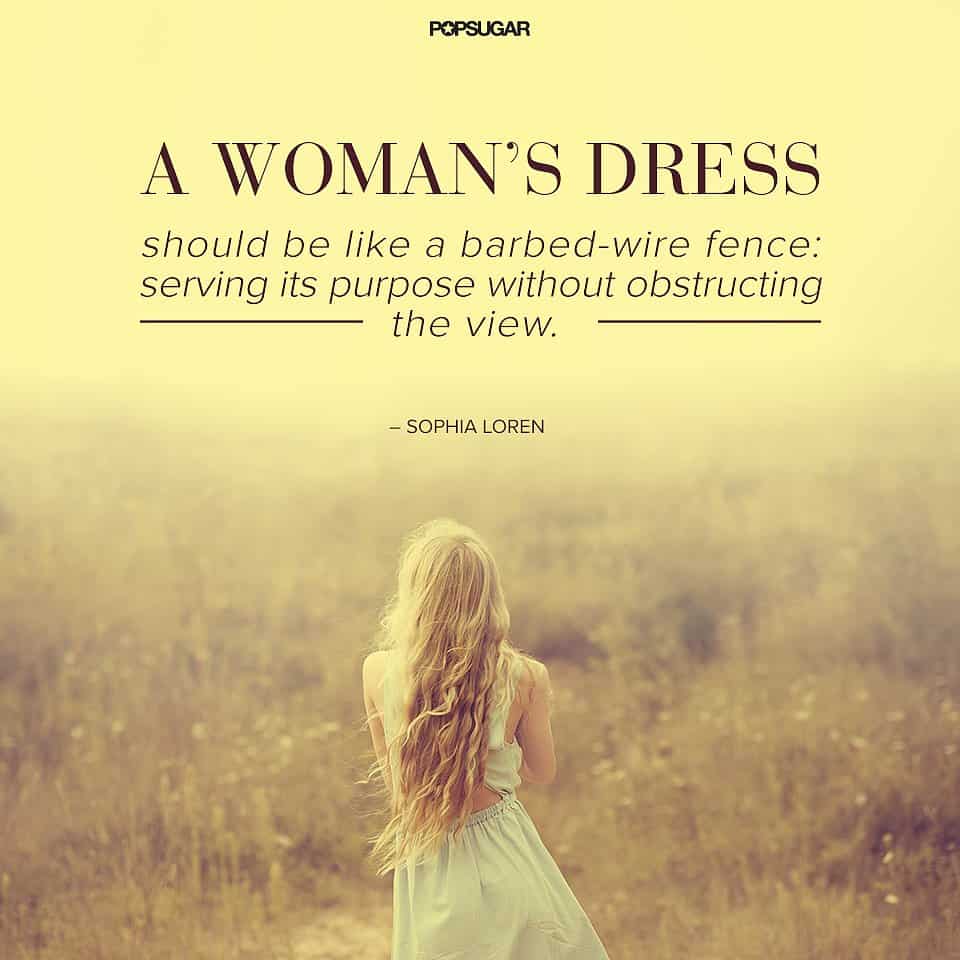 POPSUGAR
A WOMAN'S DRESS
should be like a barbed-wire fence:
serving its purpose without obstructing
the view.
– SOPHIA LOREN